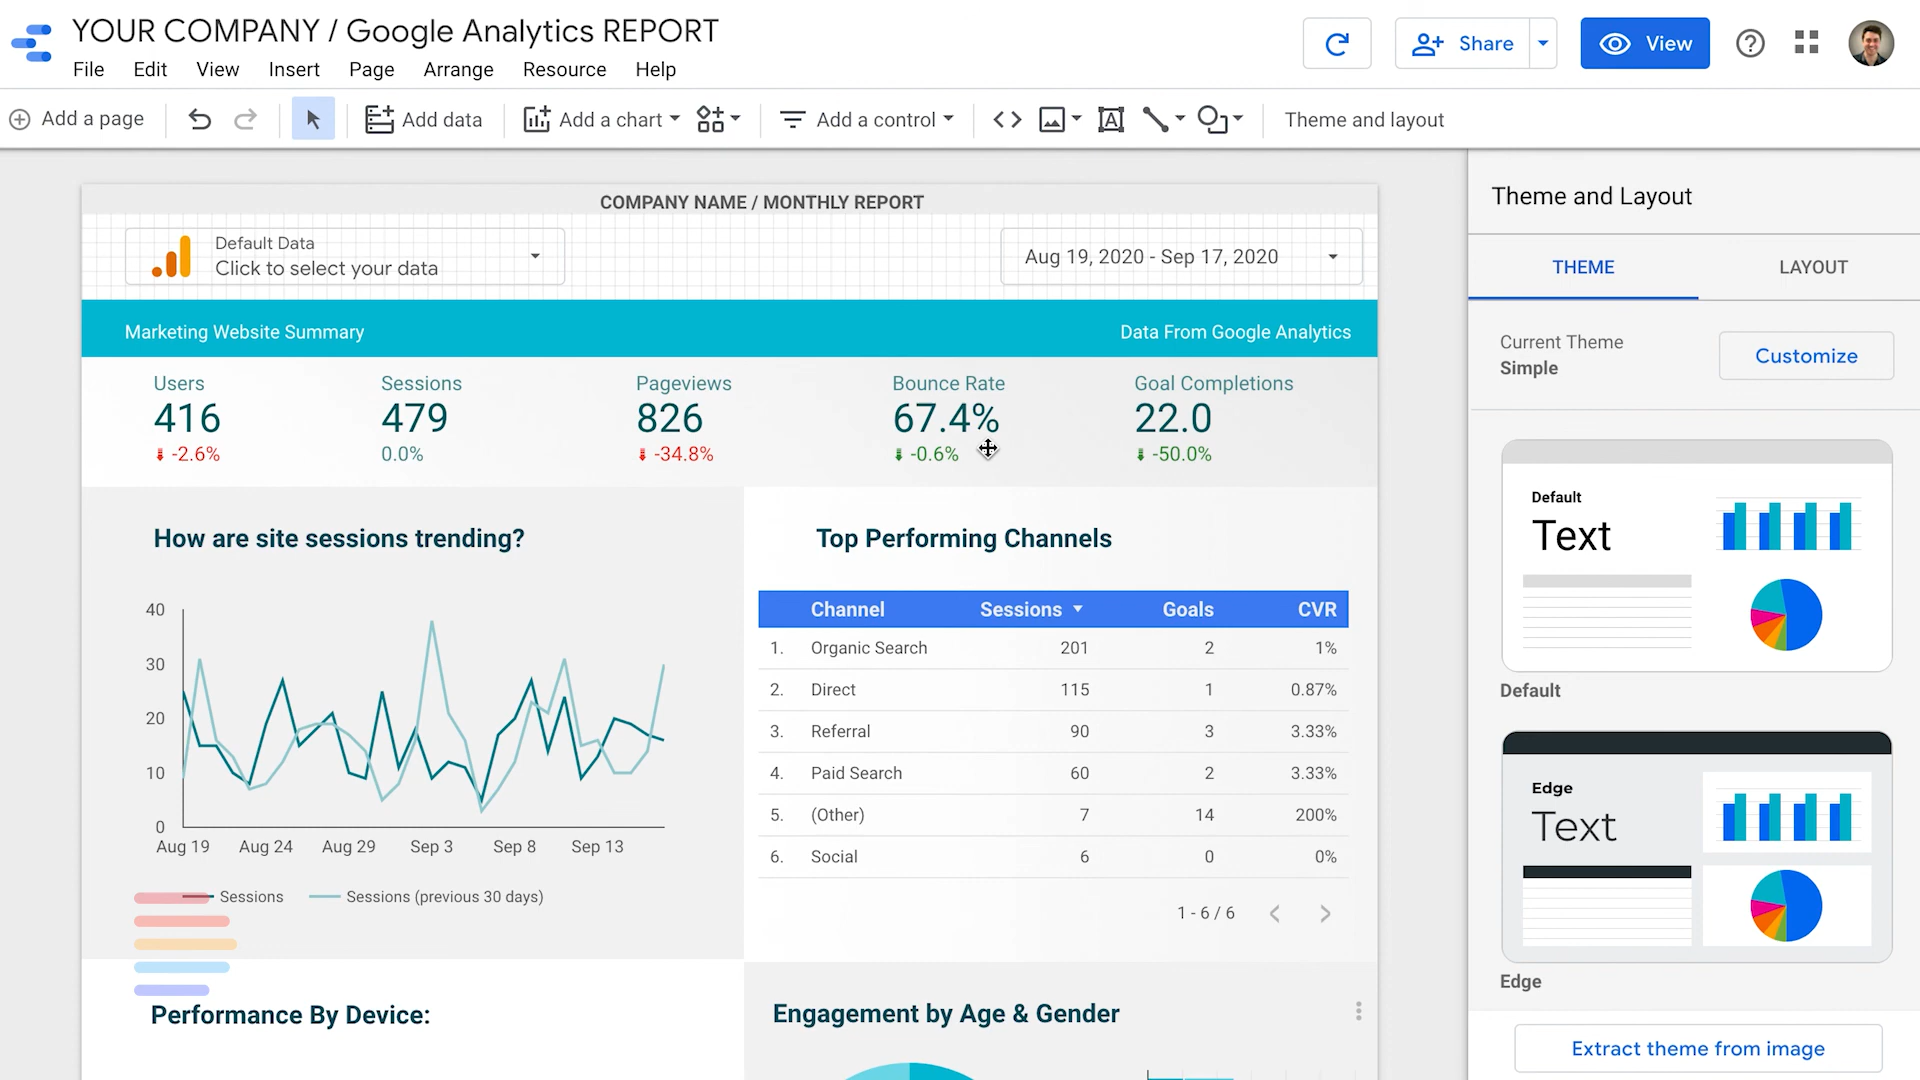 YOUR COMPANY / Google Analytics REPORT
File Edit View Insert Page Arrange Resource Help
Share
View
Add a page
Add data
Add a chart
Add a control
Theme and layout
COMPANY NAME / MONTHLY REPORT
Default Data
Click to select your data
Aug 19, 2020 - Sep 17, 2020
Marketing Website Summary
Data From Google Analytics
Users
416
-2.6%
Sessions
479
0.0%
Pageviews
826
-34.8%
Bounce Rate
67.4%
-0.6%
Goal Completions
22.0
-50.0%
How are site sessions trending?
40
30
20
10
0
Aug 19 Aug 24 Aug 29 Sep 3 Sep 8 Sep 13
Sessions Sessions (previous 30 days)
Top Performing Channels
Channel Sessions Goals CVR
1. Organic Search 201 2 1%
2. Direct 115 1 0.87%
3. Referral 90 3 3.33%
4. Paid Search 60 2 3.33%
5. (Other) 7 14 200%
6. Social 6 0 0%
1 - 6 / 6
Performance By Device:
Engagement by Age & Gender
Theme and Layout
THEME LAYOUT
Current Theme
Simple
Customize
Default
Text
Default
Edge
Text
Edge
Extract theme from image